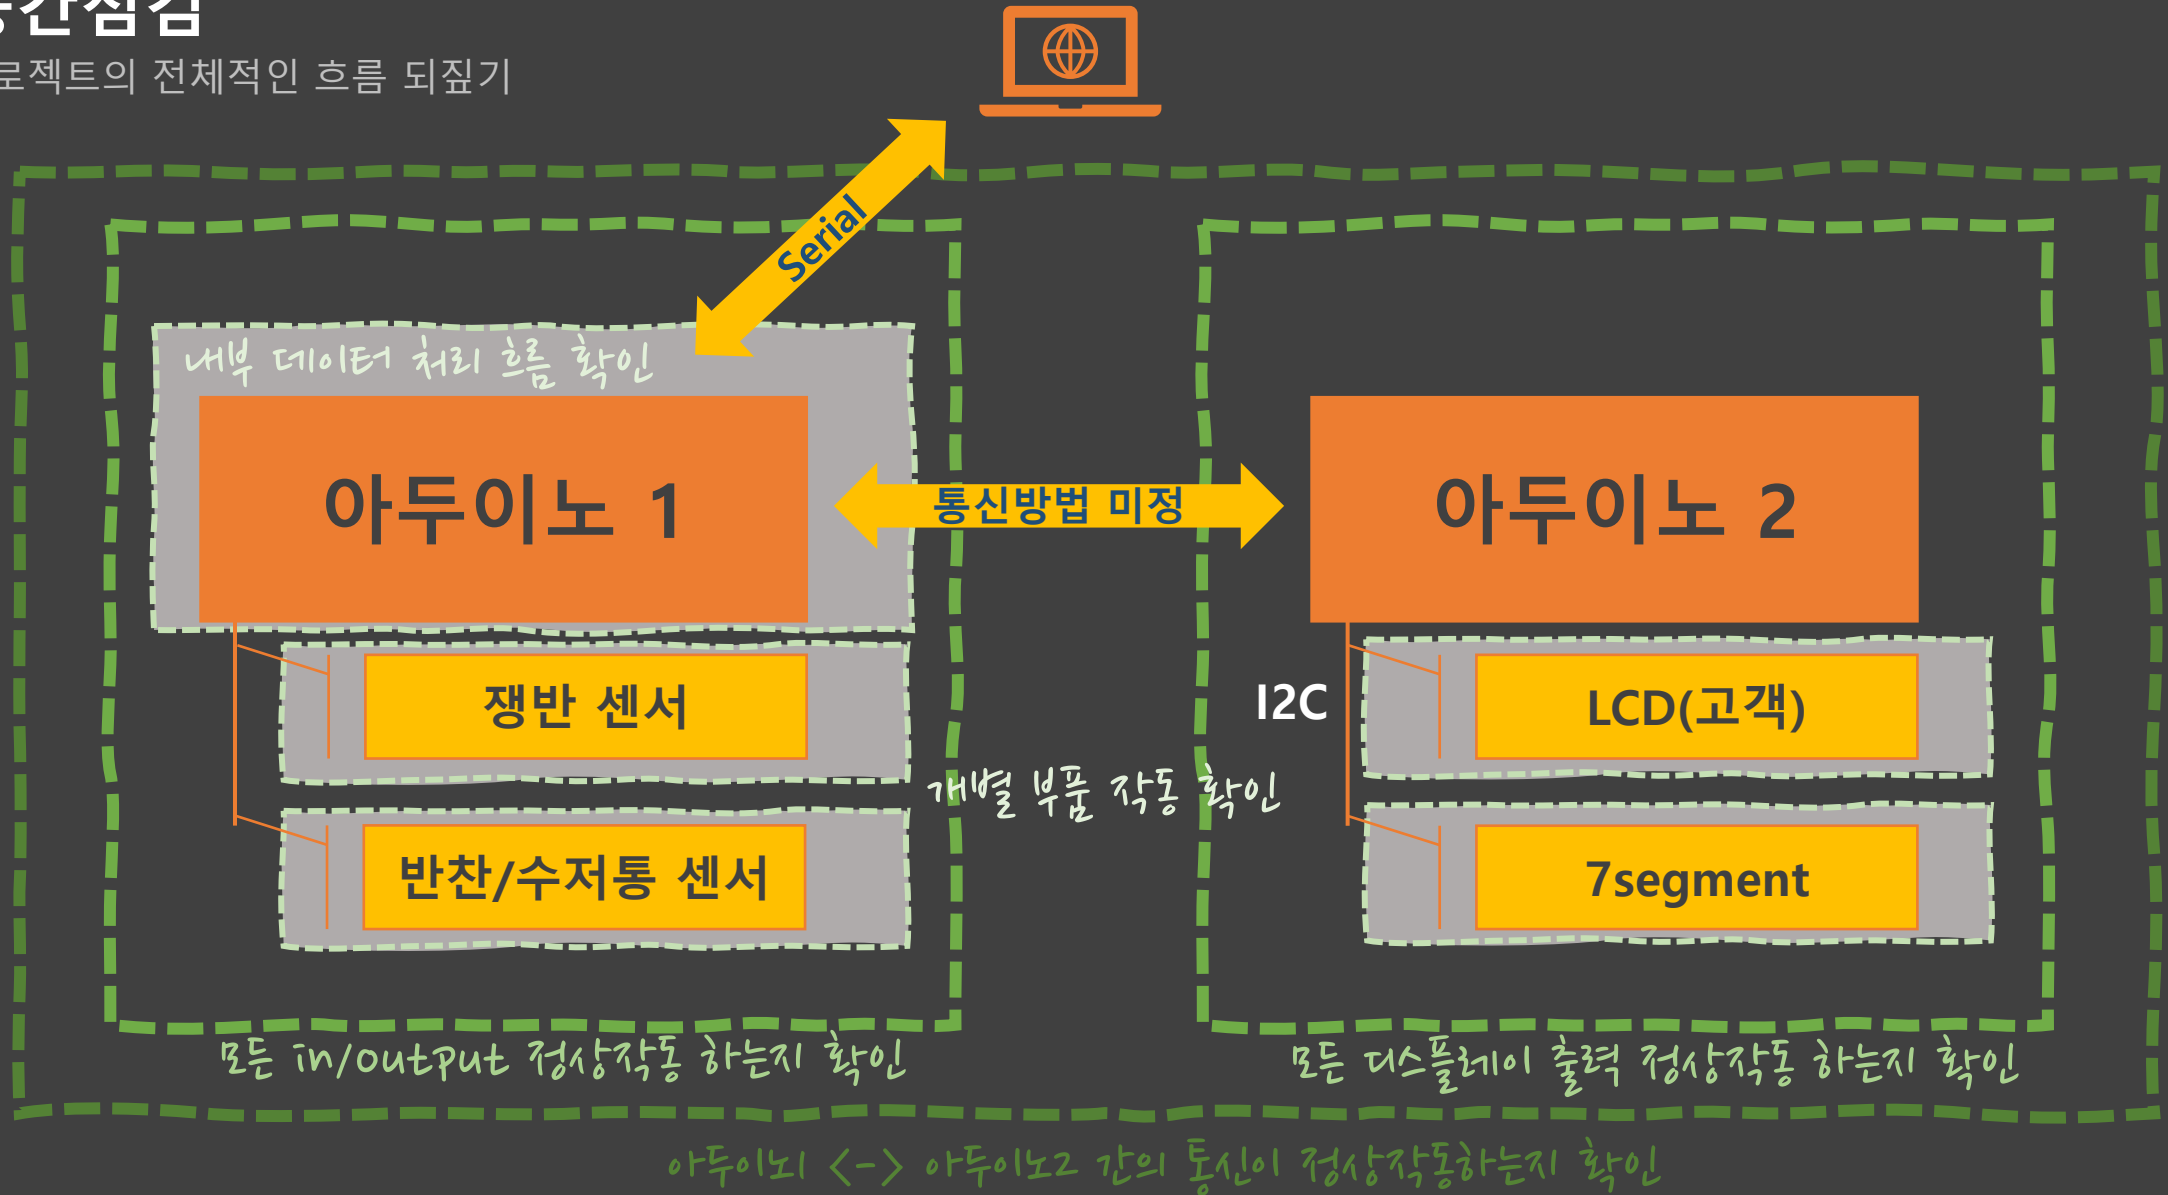 중간점검
로젝트의 전체적인 흐름 되짚기
Serial
내부 데이터 처리 흐름 확인
아두이노 1
통신방법 미정
아두이노 2
쟁반 센서
I2C
LCD(고객)
개별 부품 작동 확인
반찬/수저통 센서
7segment
모든 in/output 정상작동 하는지 확인
모든 디스플레이 출력 정상작동 하는지 확인
아두이노1 <-> 아두이노2 간의 통신이 정상작동하는지 확인